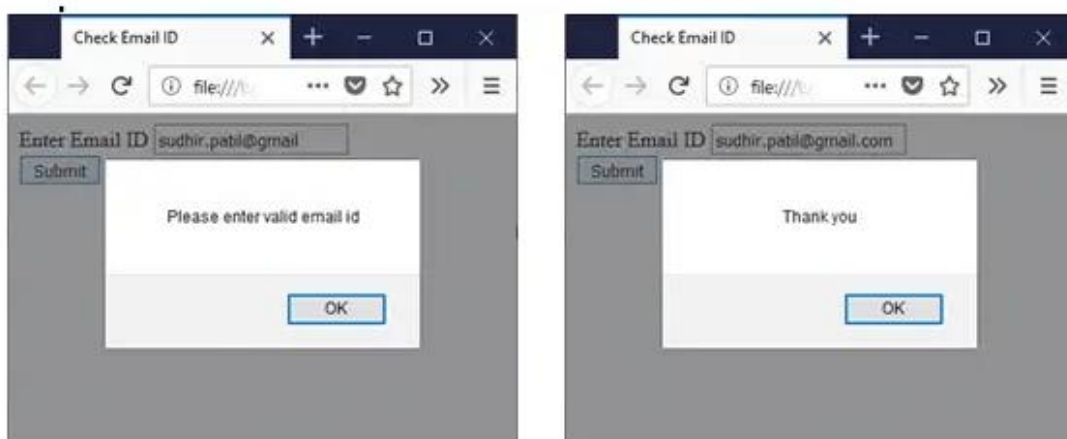 Check Email ID
file:///
Enter Email ID sudhir.patil@gmail
Submit
Please enter valid email id
OK
Check Email ID
file:///
Enter Email ID sudhir.patil@gmail.com
Submit
Thank you
OK